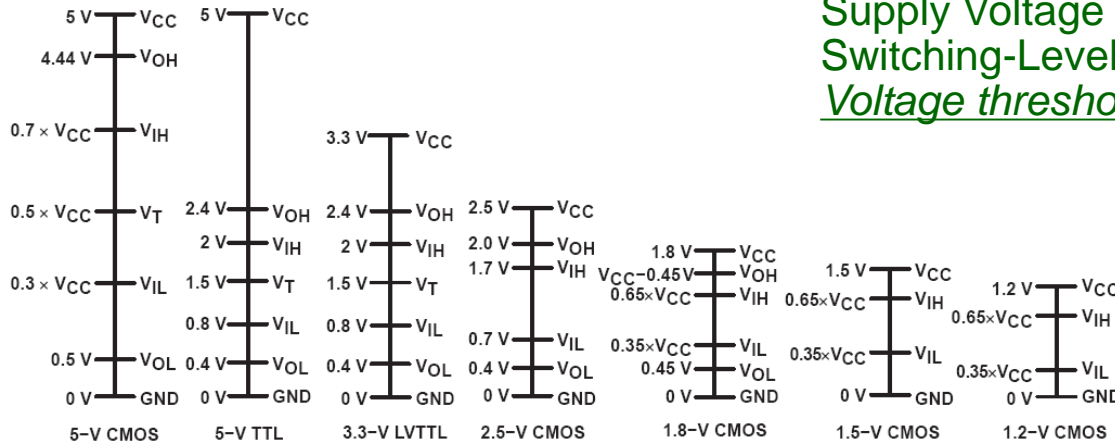 Supply Voltage
Switching-Level
Voltage
5 V VCC
4.44 V VOH
0.7 × VCC VIH
0.5 × VCC VT
0.3 × VCC VIL
0.5 V VOL
0 V GND
5–V CMOS
5 V VCC
2.4 V VOH
2 V VIH
1.5 V VT
0.8 V VIL
0.4 V VOL
0 V GND
5–V TTL
3.3 V VCC
2.4 V VOH
2 V VIH
1.5 V VT
0.8 V VIL
0.4 V VOL
0 V GND
3.3–V LVTTL
2.5 V VCC
2.0 V VOH
1.7 V VIH
0.7 V VIL
0.4 V VOL
0 V GND
2.5–V CMOS
1.8 V VCC
VCC–0.45V VOH
0.65×VCC VIH
0.35×VCC VIL
0.45 V VOL
0 V GND
1.8–V CMOS
1.5 V VCC
0.65×VCC VIH
0.35×VCC VIL
0 V GND
1.5–V CMOS
1.2 V VCC
0.65×VCC VIH
0.35×VCC VIL
0 V GND
1.2–V CMOS